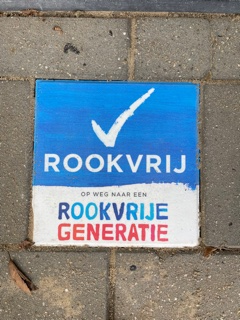 ROOKVRIJ
OP WEG NAAR EEN
ROOKVRIJE
GENERATIE